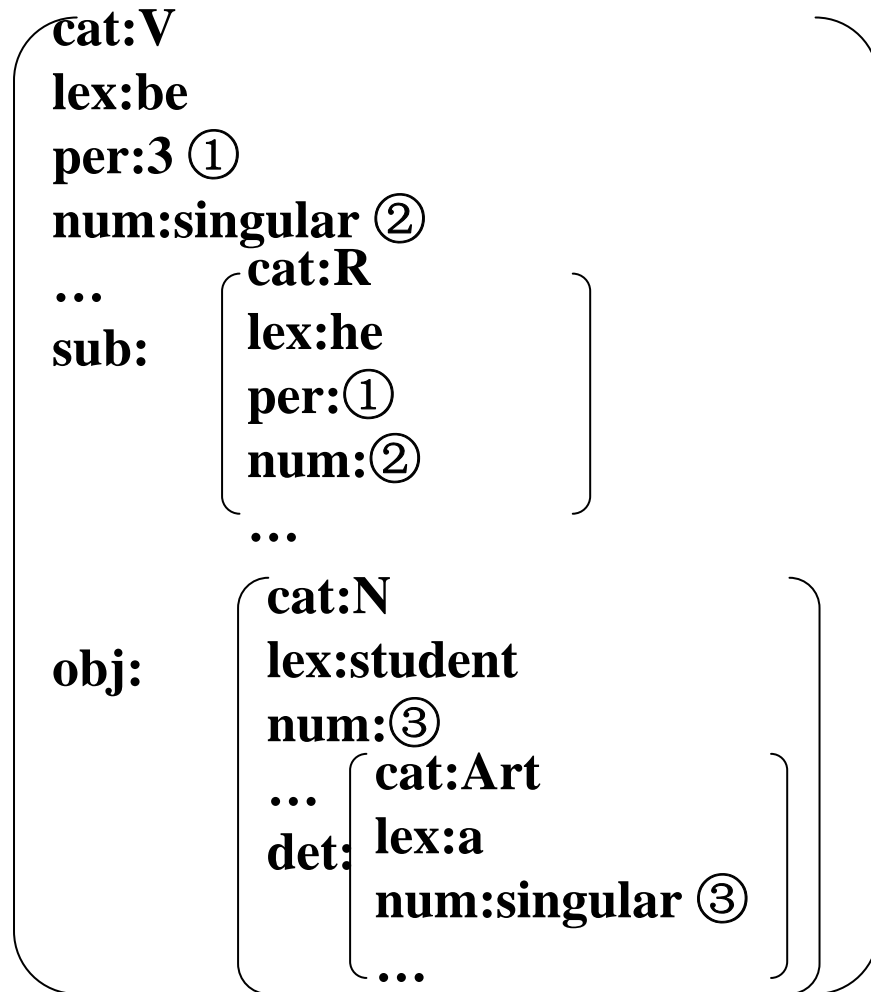 cat:V
lex:be
per:3 ①
num:singular ②
…
sub:
cat:R
lex:he
per:①
num:②
…
obj:
cat:N
lex:student
num:③
…
det:
cat:Art
lex:a
num:singular ③
…